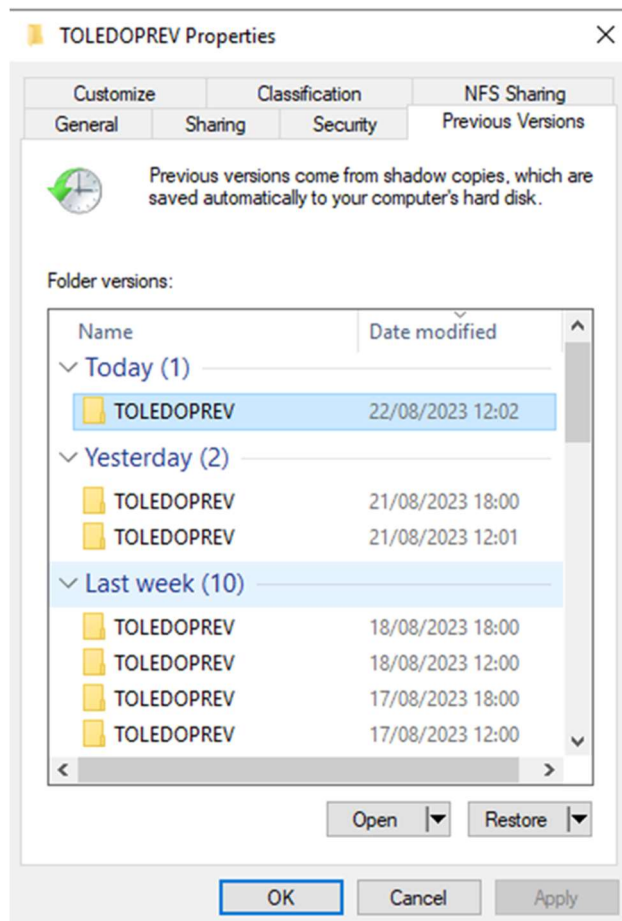 TOLEDOPREV Properties
Customize Classification NFS Sharing
General Sharing Security Previous Versions
Previous versions come from shadow copies, which are
saved automatically to your computer's hard disk.
Folder versions:
Name Date modified
Today (1)
TOLEDOPREV 22/08/2023 12:02
Yesterday (2)
TOLEDOPREV 21/08/2023 18:00
TOLEDOPREV 21/08/2023 12:01
Last week (10)
TOLEDOPREV 18/08/2023 18:00
TOLEDOPREV 18/08/2023 12:00
TOLEDOPREV 17/08/2023 18:00
TOLEDOPREV 17/08/2023 12:00
Open Restore
OK Cancel Apply